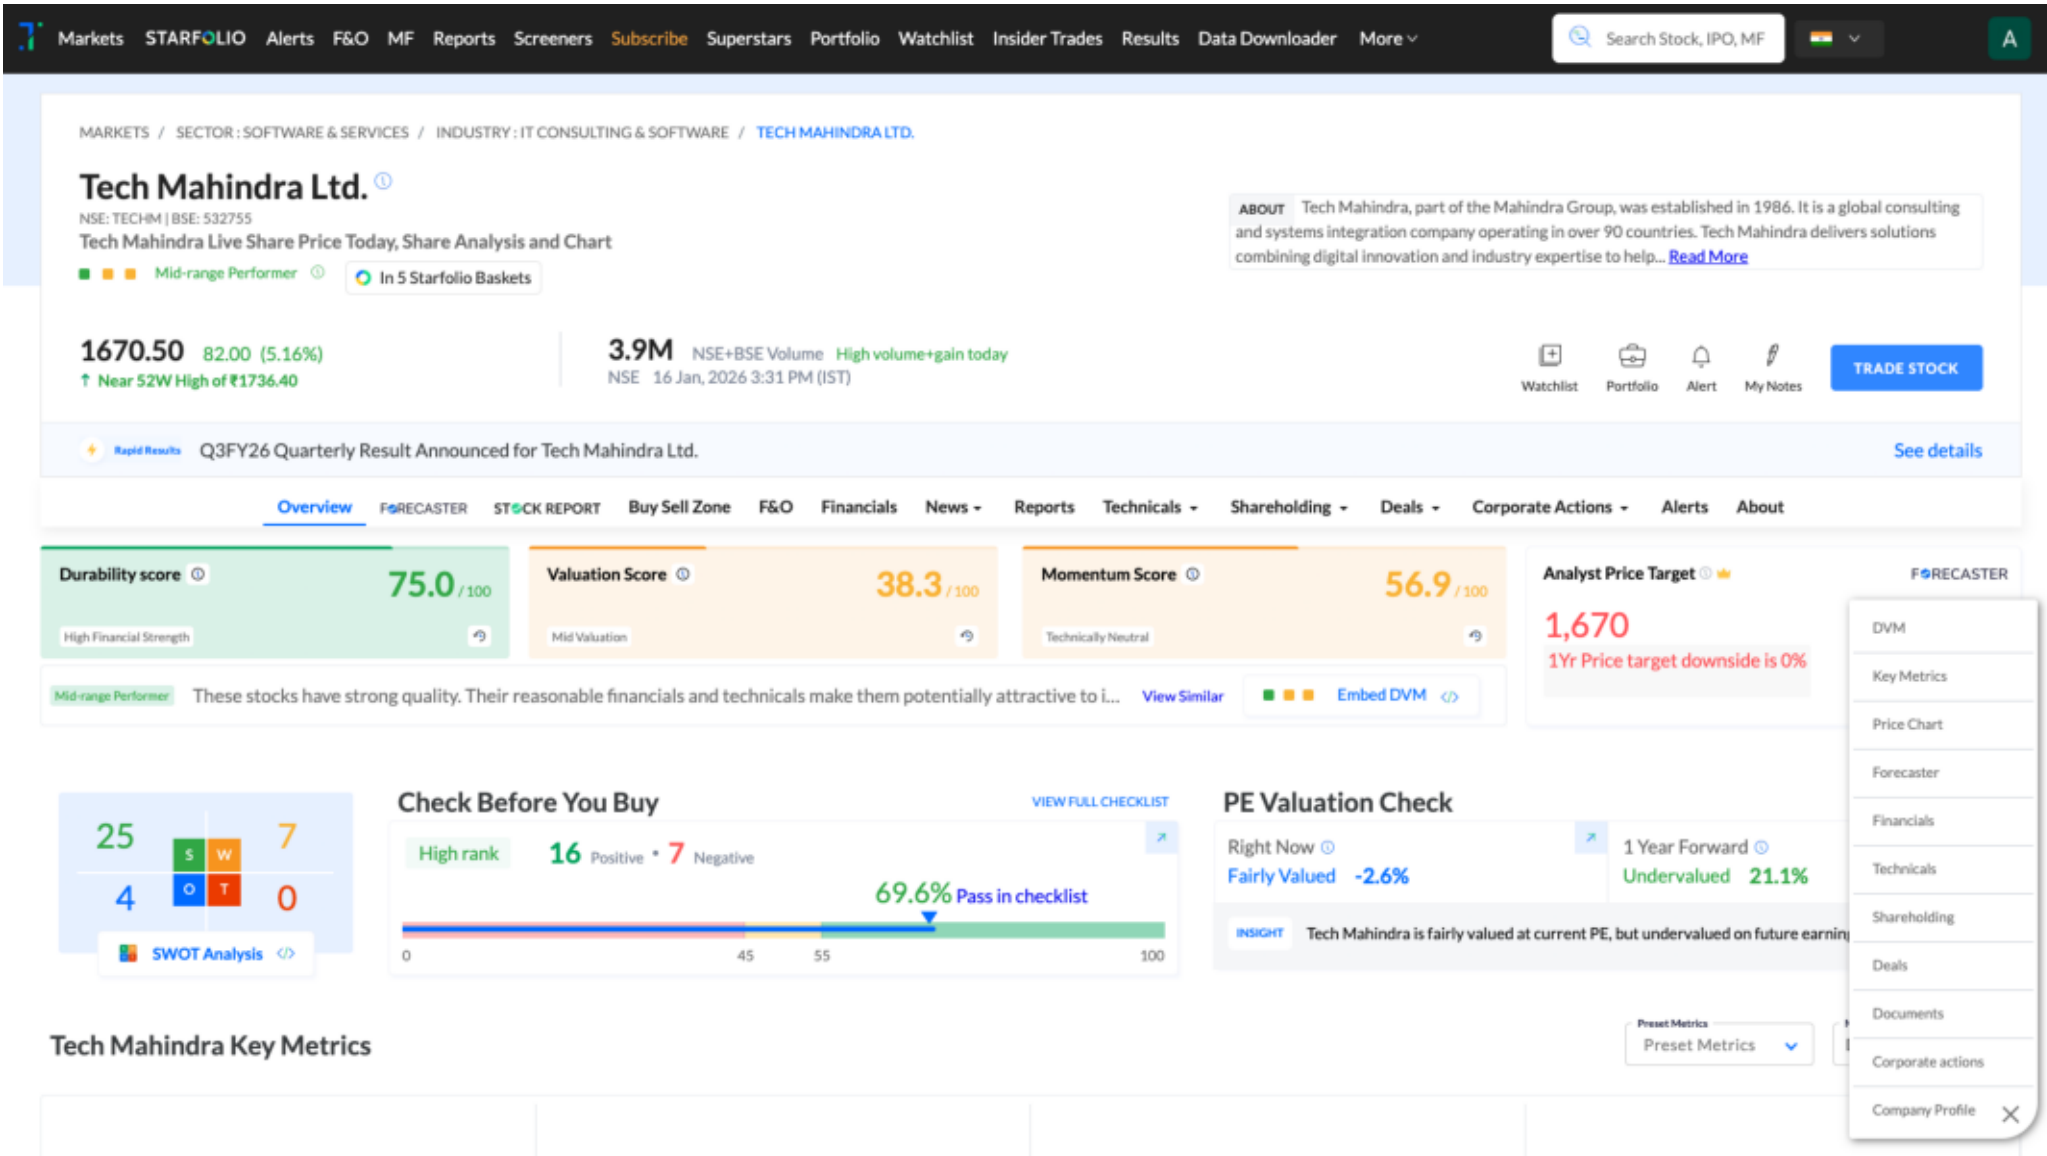 Markets STARFOLIO Alerts F&O MF Reports Screeners Subscribe Superstars Portfolio Watchlist Insider Trades Results Data Downloader More Search Stock, IPO, MF A
MARKETS / SECTOR : SOFTWARE & SERVICES / INDUSTRY : IT CONSULTING & SOFTWARE / TECH MAHINDRA LTD.
Tech Mahindra Ltd.
NSE: TECHM | BSE: 532755
Tech Mahindra Live Share Price Today, Share Analysis and Chart
Mid-range Performer In 5 Starfolio Baskets
ABOUT Tech Mahindra, part of the Mahindra Group, was established in 1986. It is a global consulting
and systems integration company operating in over 90 countries. Tech Mahindra delivers solutions
combining digital innovation and industry expertise to help... Read More
1670.50 82.00 (5.16%)
↑ Near 52W High of ₹1736.40
3.9M NSE+BSE Volume High volume+gain today
NSE 16 Jan, 2026 3:31 PM (IST)
Watchlist Portfolio Alert My Notes TRADE STOCK
Rapid Results Q3FY26 Quarterly Result Announced for Tech Mahindra Ltd. See details
Overview FORECASTER STOCK REPORT Buy Sell Zone F&O Financials News Reports Technicals Shareholding Deals Corporate Actions Alerts About
Durability score 75.0 / 100
High Financial Strength
Valuation Score 38.3 / 100
Mid Valuation
Momentum Score 56.9 / 100
Technically Neutral
Analyst Price Target FORECASTER
1,670
1Yr Price target downside is 0%
Mid-range Performer These stocks have strong quality. Their reasonable financials and technicals make them potentially attractive to i... View Similar Embed DVM </>
25 7
S W
O T
4 0
SWOT Analysis </>
Check Before You Buy VIEW FULL CHECKLIST
High rank 16 Positive • 7 Negative
69.6% Pass in checklist
0 45 55 100
PE Valuation Check
Right Now
Fairly Valued -2.6%
1 Year Forward
Undervalued 21.1%
INSIGHT Tech Mahindra is fairly valued at current PE, but undervalued on future earnin
Tech Mahindra Key Metrics
Preset Metrics
Preset Metrics
DVM
Key Metrics
Price Chart
Forecaster
Financials
Technicals
Shareholding
Deals
Documents
Corporate actions
Company Profile